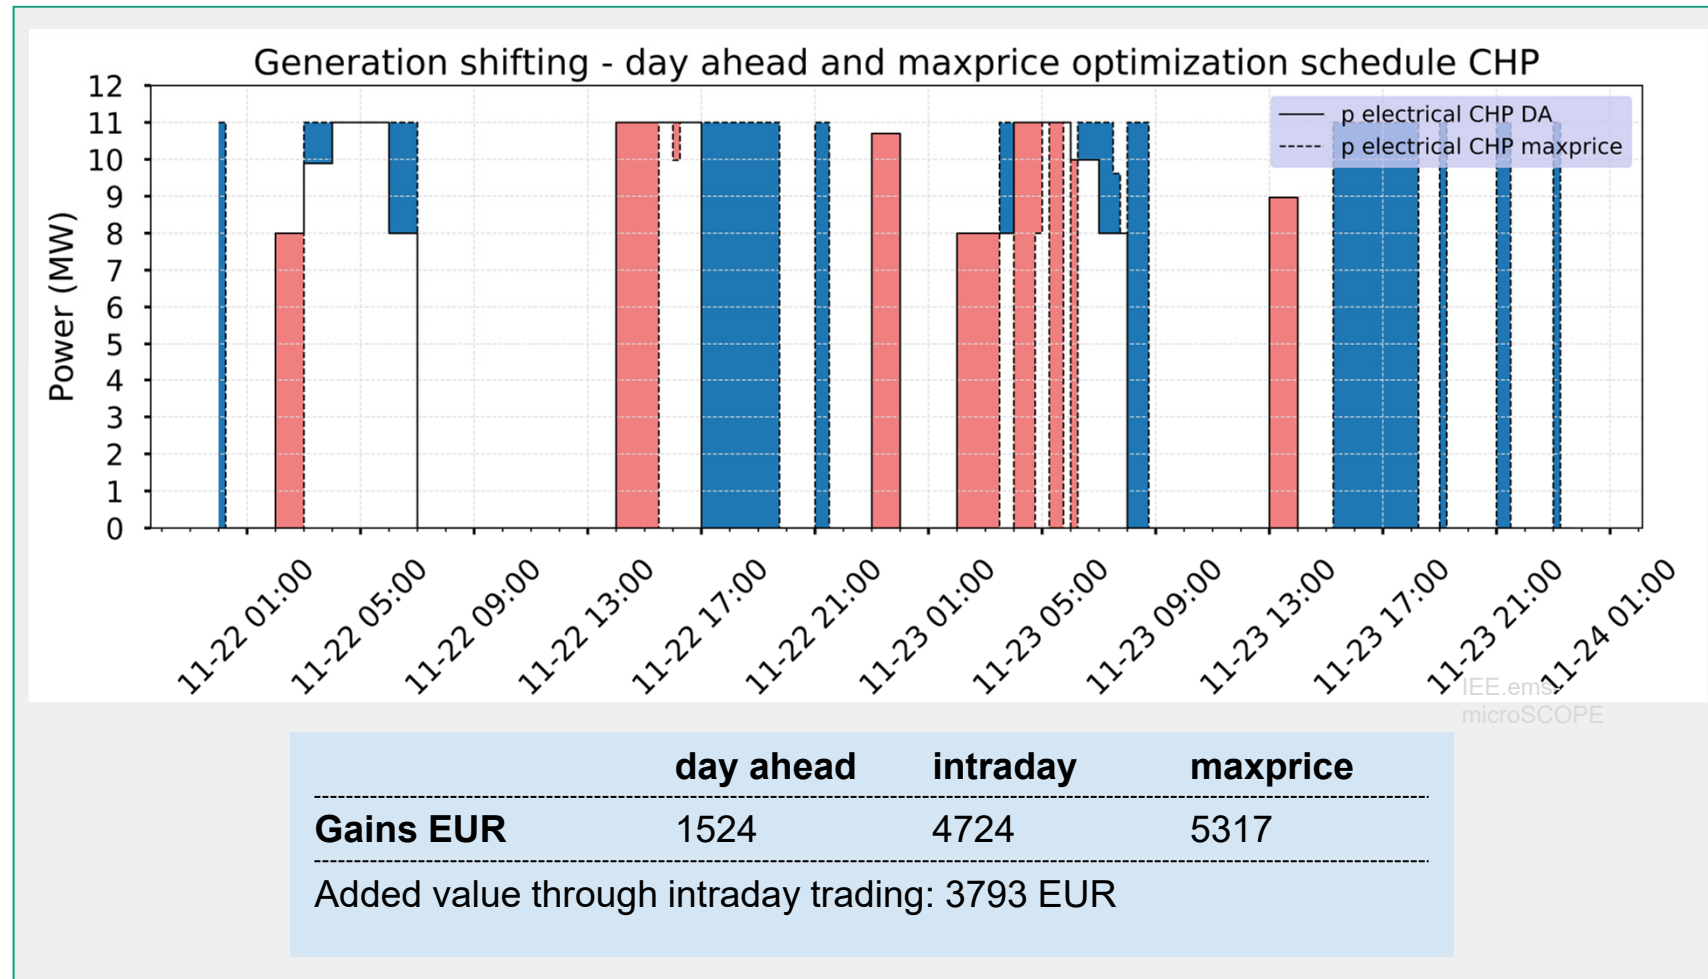 Generation shifting - day ahead and maxprice optimization schedule CHP
12
11
10
9
8
7
6
5
4
3
2
1
0
Power (MW)
p electrical CHP DA
p electrical CHP maxprice
11-22 01:00
11-22 05:00
11-22 09:00
11-22 13:00
11-22 17:00
11-22 21:00
11-23 01:00
11-23 05:00
11-23 09:00
11-23 13:00
11-23 17:00
11-23 21:00
11-24 01:00
IEE.ems-
microSCOPE
day ahead intraday maxprice
Gains EUR 1524 4724 5317
Added value through intraday trading: 3793 EUR